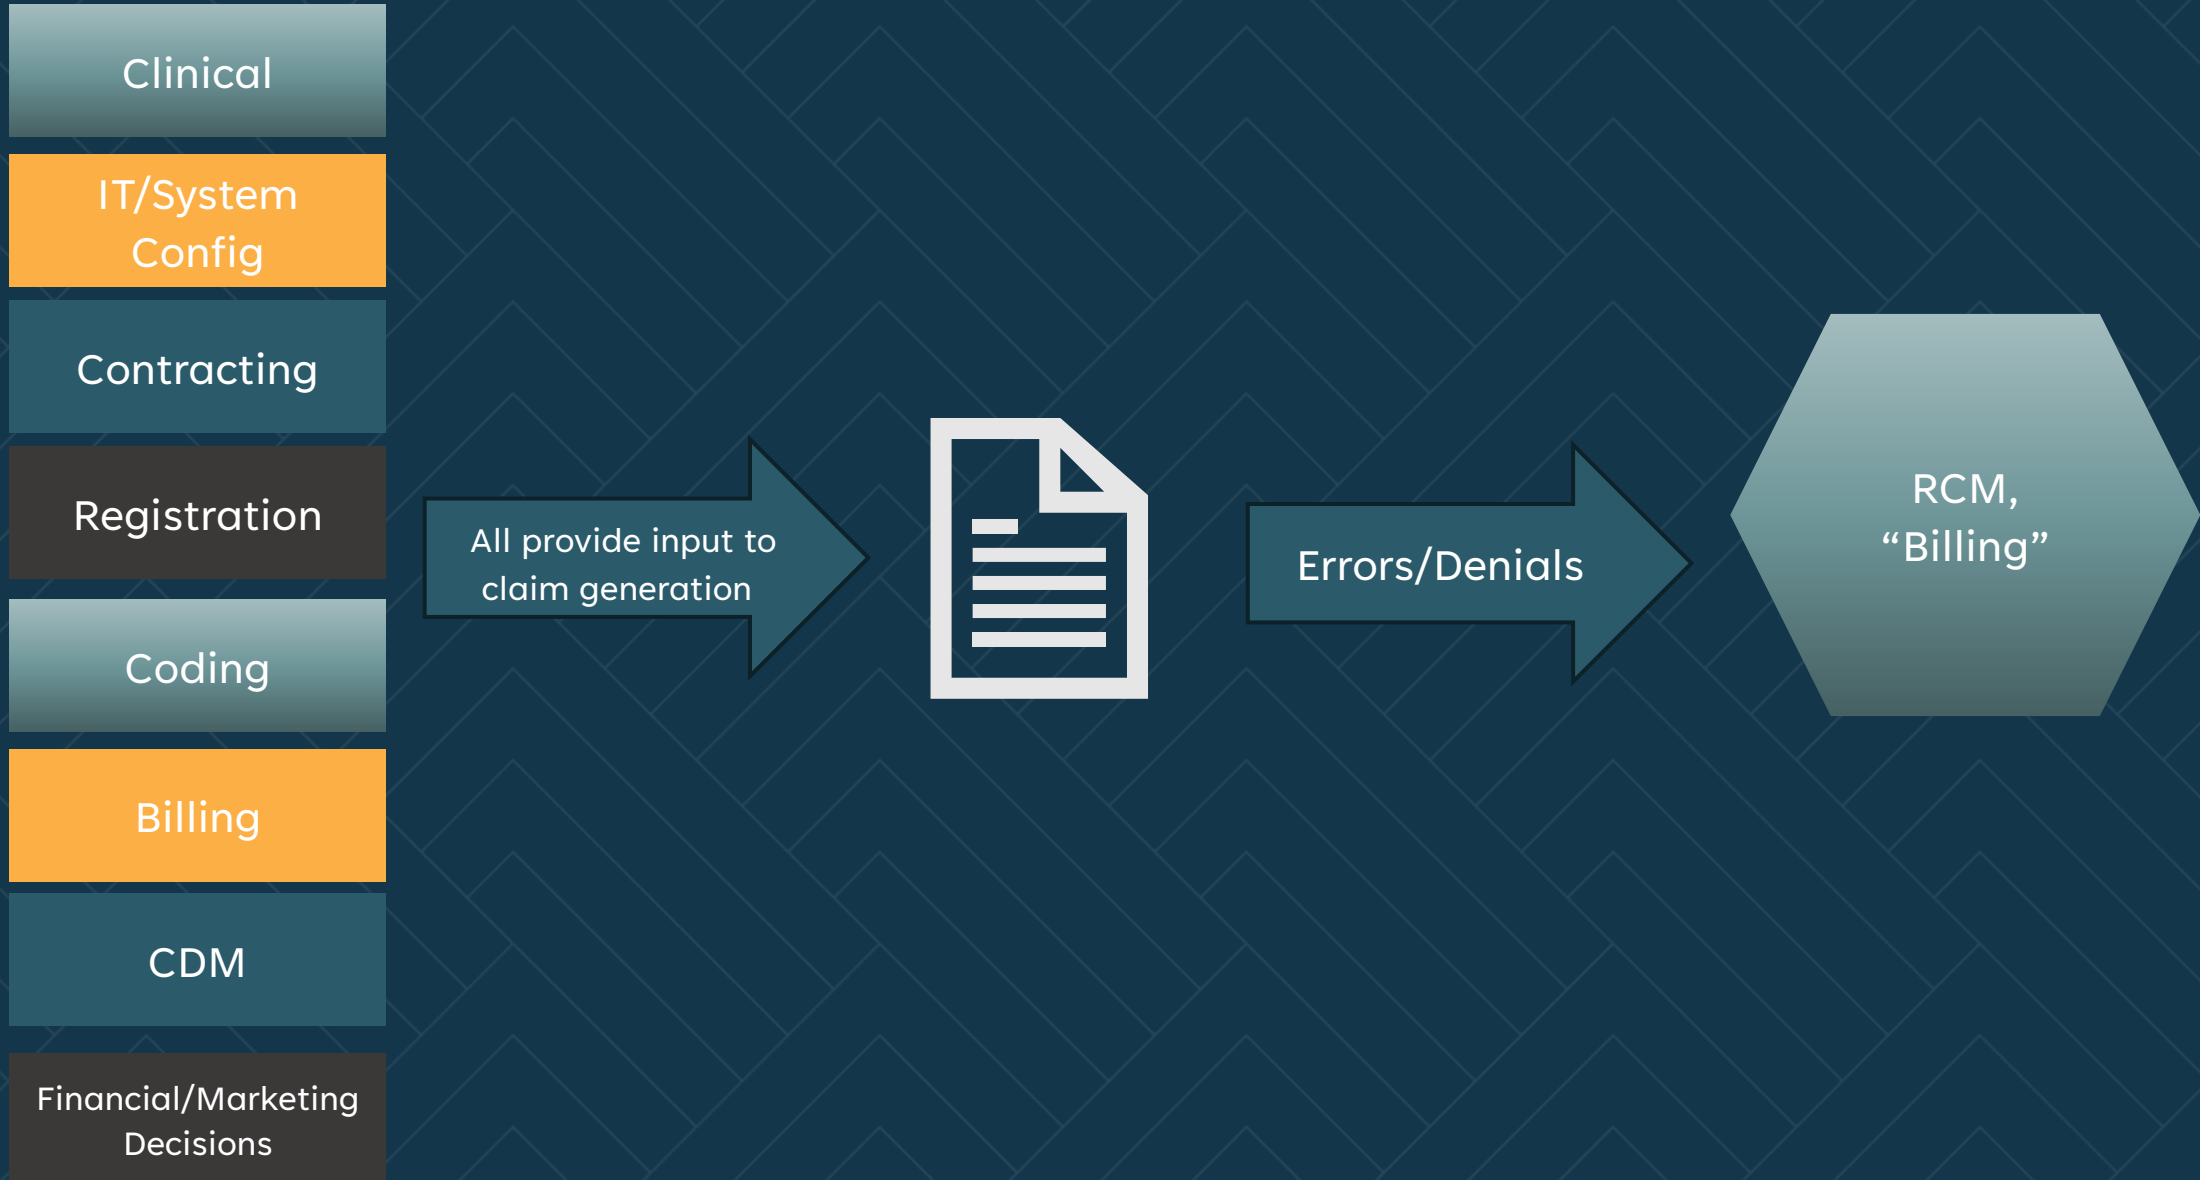 Clinical
IT/System
Config
Contracting
Registration
Coding
Billing
CDM
Financial/Marketing
Decisions
All provide input to
claim generation
Errors/Denials
RCM,
“Billing”